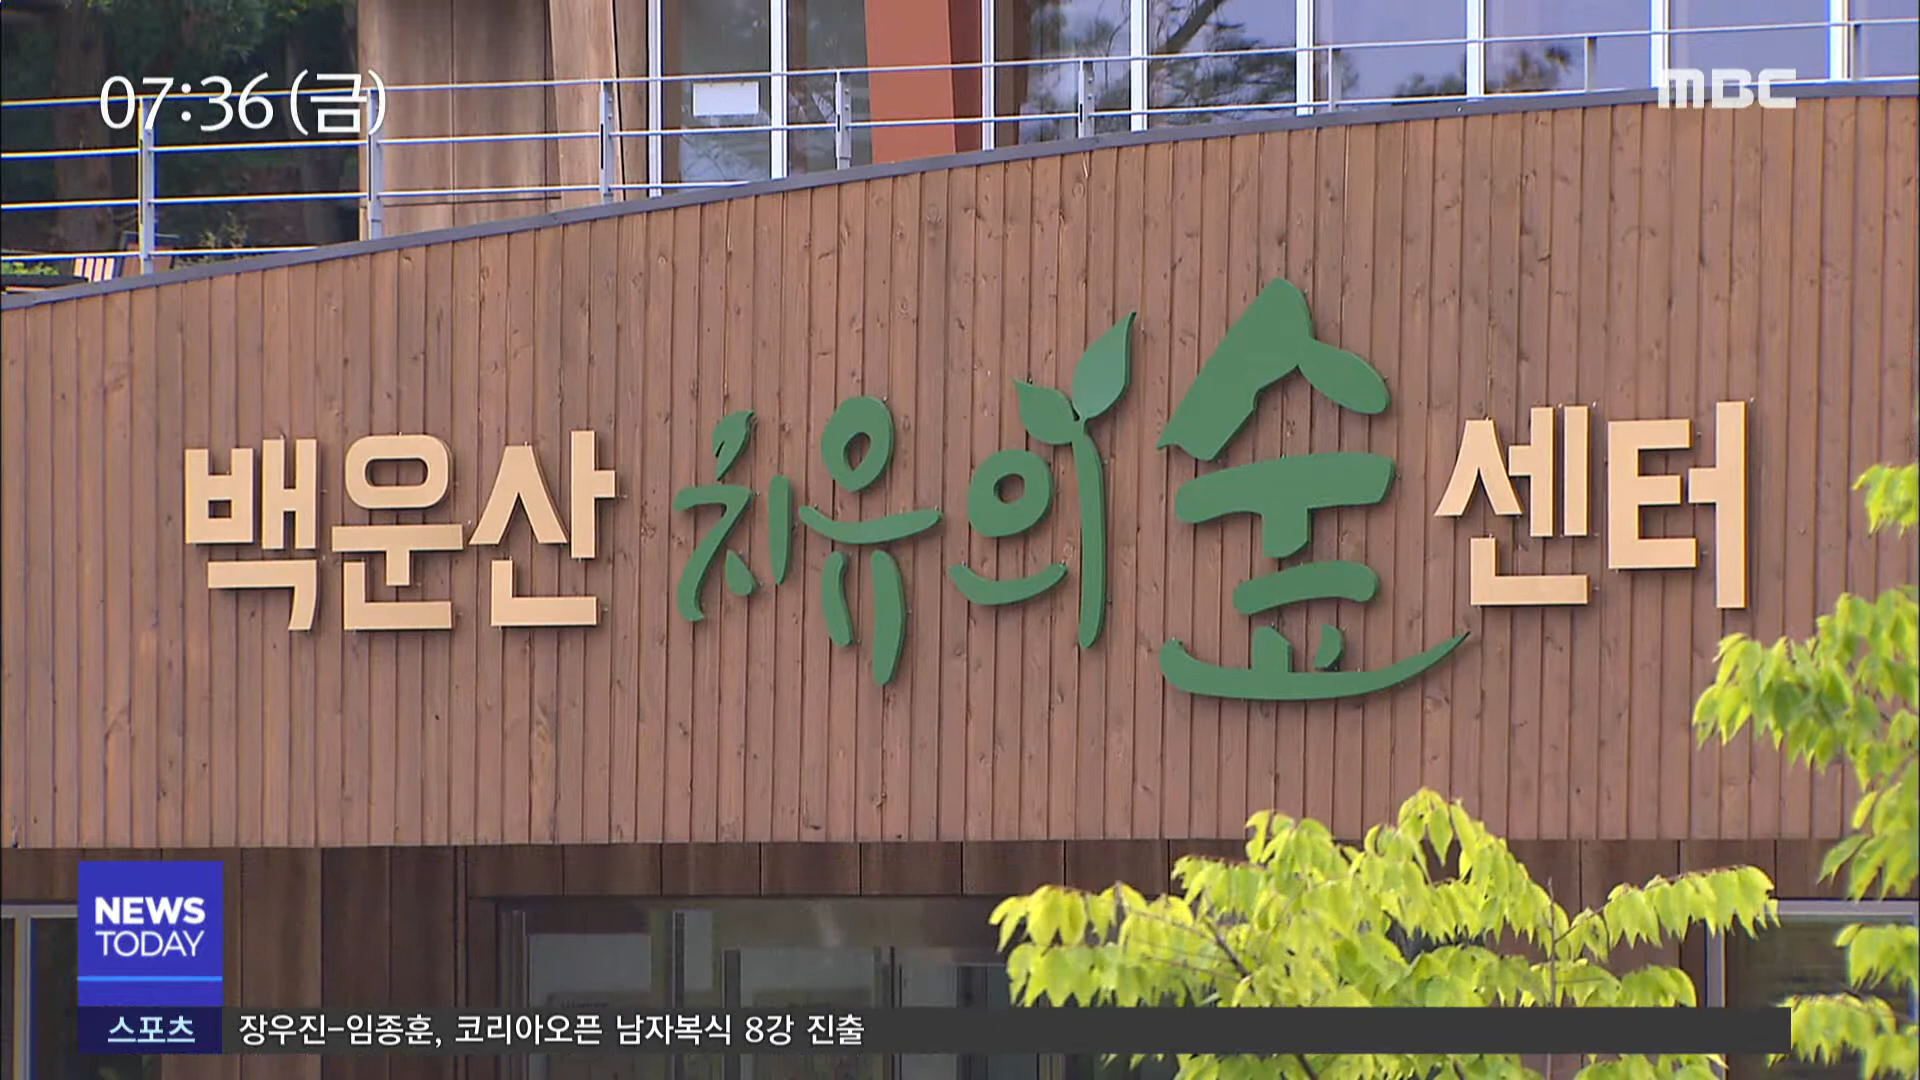 07:36 (금)
MBC
백운산 치유의 숲 센터
NEWS
TODAY
스포츠 장우진-임종훈, 코리아오픈 남자복식 8강 진출